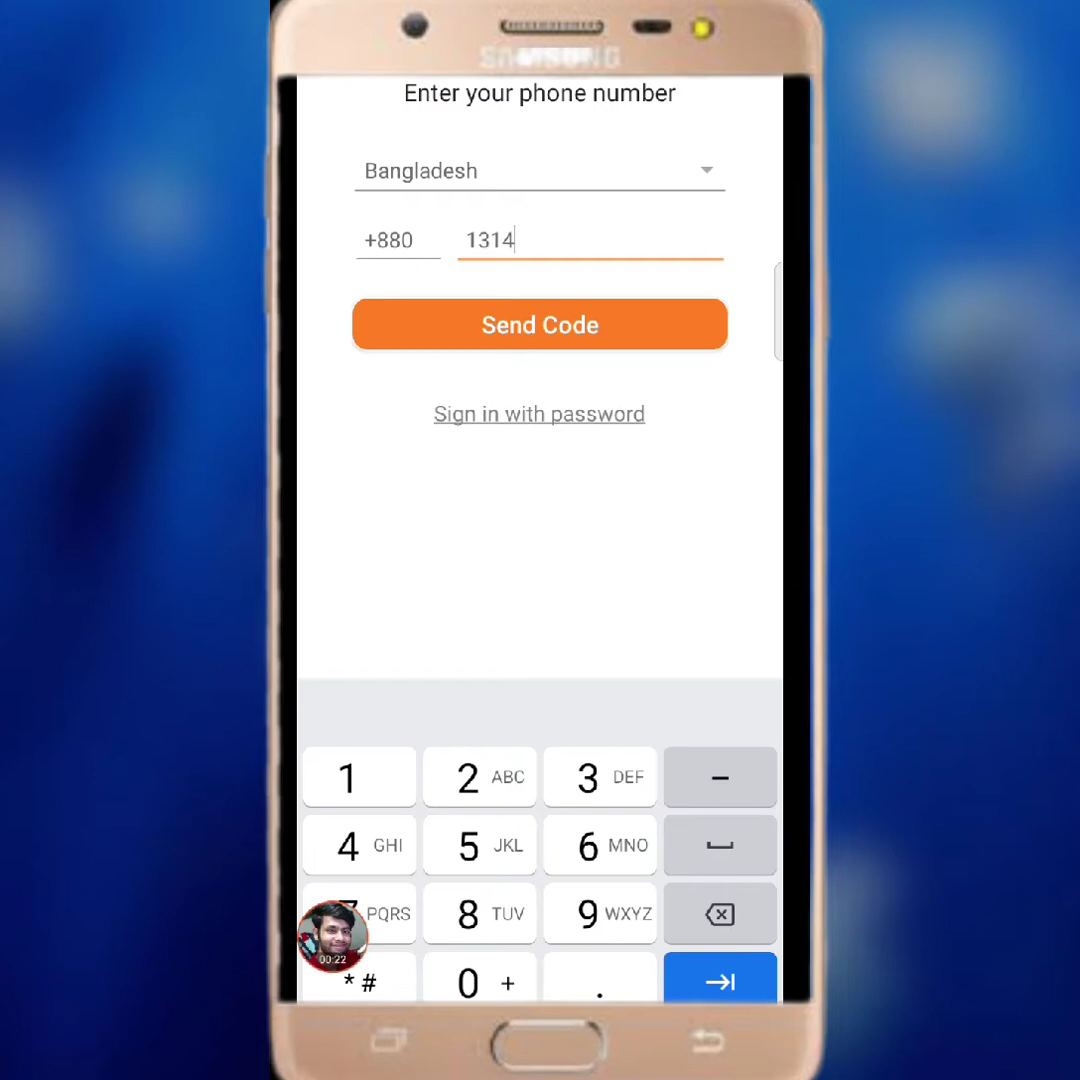 SAMSUNG
Enter your phone number
Bangladesh
+880 1314
Send Code
Sign in with password
1 2 ABC 3 DEF –
4 GHI 5 JKL 6 MNO
PQRS 8 TUV 9 WXYZ
00:22
* # 0 + .